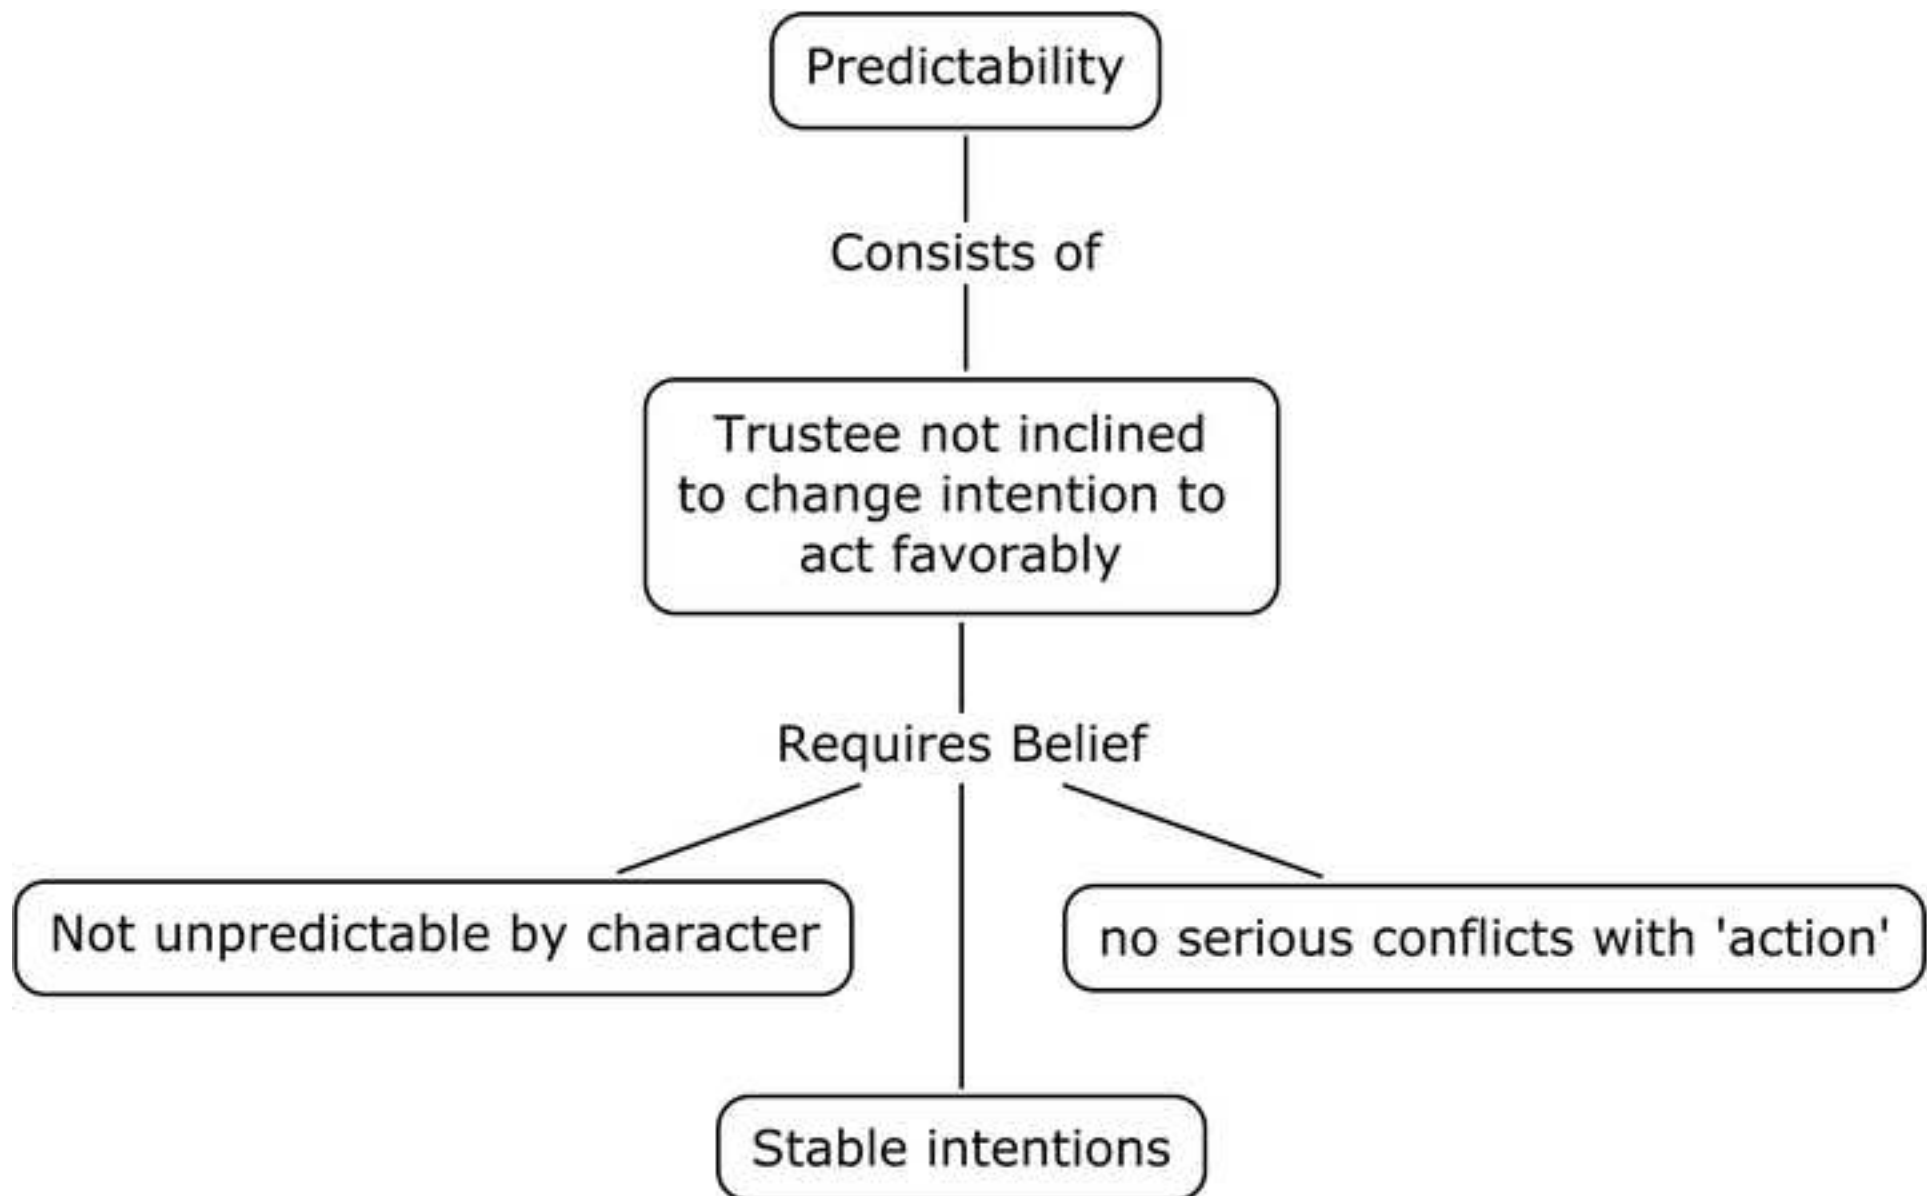 Predictability
Consists of
Trustee not inclined
to change intention to
act favorably
Requires Belief
Not unpredictable by character
no serious conflicts with 'action'
Stable intentions